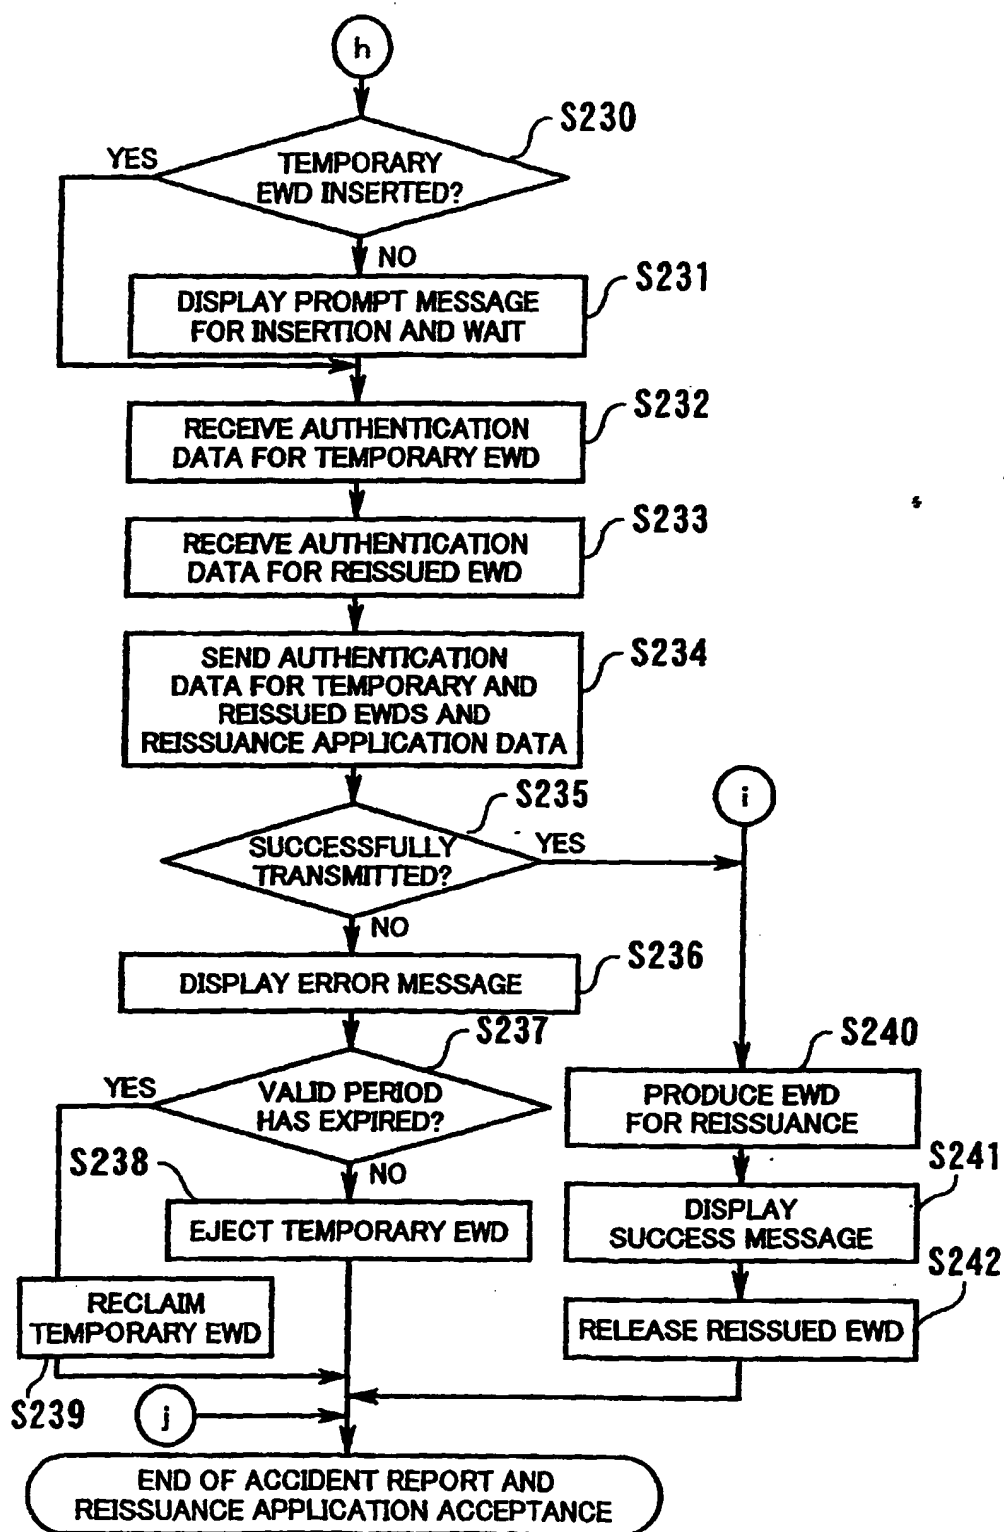 h
S230
YES
TEMPORARY
EWD INSERTED?
NO
S231
DISPLAY PROMPT MESSAGE
FOR INSERTION AND WAIT
S232
RECEIVE AUTHENTICATION
DATA FOR TEMPORARY EWD
S233
RECEIVE AUTHENTICATION
DATA FOR REISSUED EWD
S234
SEND AUTHENTICATION
DATA FOR TEMPORARY AND
REISSUED EWDS AND
REISSUANCE APPLICATION DATA
i
S235
SUCCESSFULLY
TRANSMITTED?
YES
NO
S236
DISPLAY ERROR MESSAGE
S237
YES
VALID PERIOD
HAS EXPIRED?
NO
S240
PRODUCE EWD
FOR REISSUANCE
S238
EJECT TEMPORARY EWD
S241
DISPLAY
SUCCESS MESSAGE
S242
RELEASE REISSUED EWD
RECLAIM
TEMPORARY EWD
S239
j
END OF ACCIDENT REPORT AND
REISSUANCE APPLICATION ACCEPTANCE